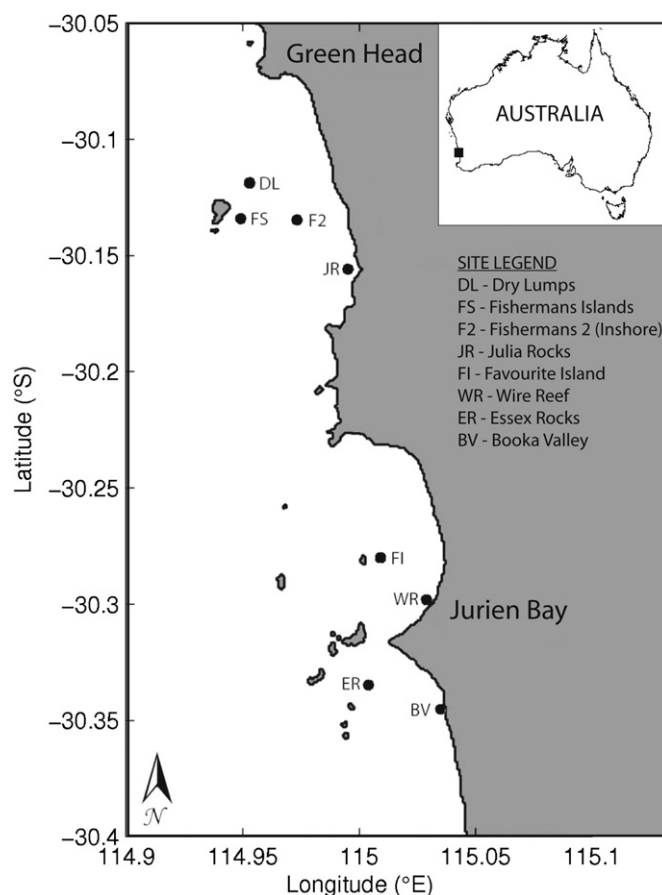 −30.05
Green Head
AUSTRALIA
−30.1
DL
FS
F2
−30.15
JR
SITE LEGEND
DL - Dry Lumps
FS - Fishermans Islands
F2 - Fishermans 2 (Inshore)
JR - Julia Rocks
FI - Favourite Island
WR - Wire Reef
ER - Essex Rocks
BV - Booka Valley
−30.2
Latitude (°S)
−30.25
FI
WR
−30.3
Jurien Bay
ER
BV
−30.35
N
−30.4
114.9 114.95 115 115.05 115.1
Longitude (°E)